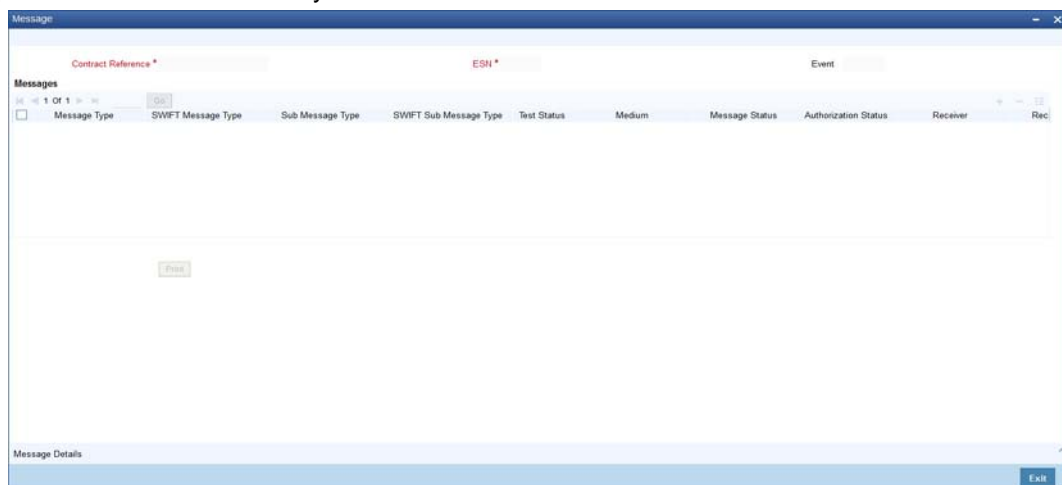 Message
Contract Reference * ESN * Event
Messages
1 Of 1 Go
Message Type SWIFT Message Type Sub Message Type SWIFT Sub Message Type Test Status Medium Message Status Authorization Status Receiver Rec
Print
Message Details
Exit